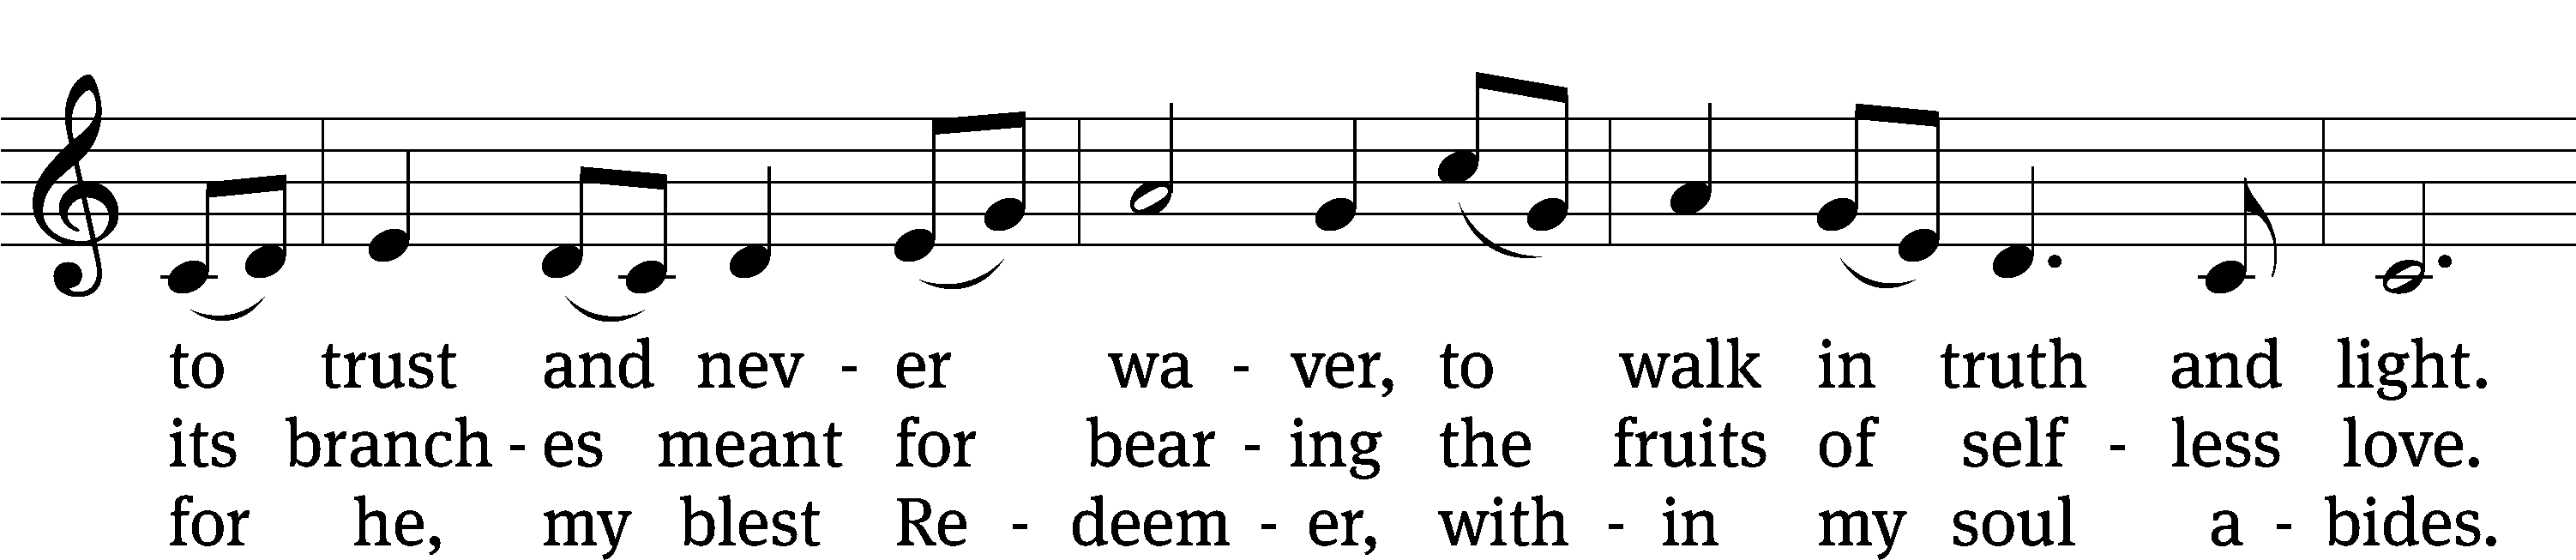 to trust and nev - er wa - ver, to walk in truth and light.
its branch - es meant for bear - ing the fruits of self - less love.
for he, my blest Re - deem - er, with - in my soul a - bides.